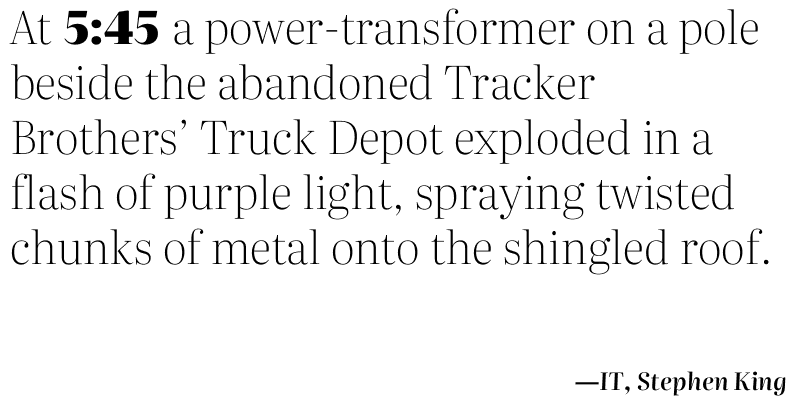 At 5:45 a power-transformer on a pole
beside the abandoned Tracker
Brothers’ Truck Depot exploded in a
flash of purple light, spraying twisted
chunks of metal onto the shingled roof.
—IT, Stephen King